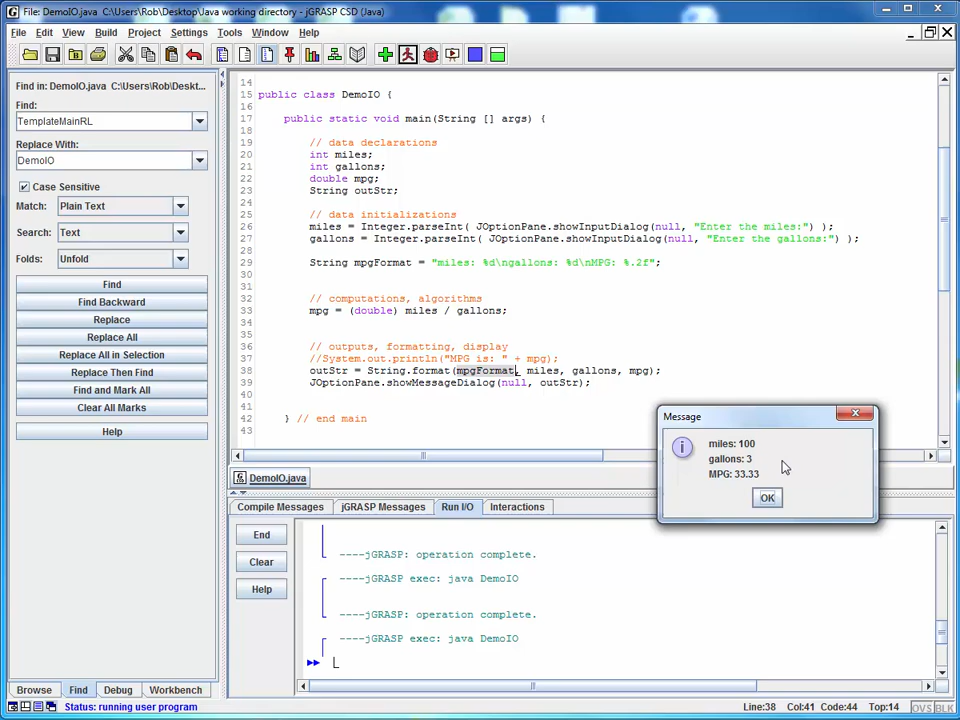 File: DemoIO.java C:\Users\Rob\Desktop\Java working directory - jGRASP CSD (Java)
File Edit View Build Project Settings Tools Window Help
Find in: DemoIO.java C:\Users\Rob\Deskt...
Find:
TemplateMainRL
Replace With:
DemoIO
Case Sensitive
Match: Plain Text
Search: Text
Folds: Unfold
Find
Find Backward
Replace
Replace All
Replace All in Selection
Replace Then Find
Find and Mark All
Clear All Marks
Help
Browse Find Debug Workbench
14
15 public class DemoIO {
16
17 public static void main(String [] args) {
18
19 // data declarations
20 int miles;
21 int gallons;
22 double mpg;
23 String outStr;
24
25 // data initializations
26 miles = Integer.parseInt( JOptionPane.showInputDialog(null, "Enter the miles:") );
27 gallons = Integer.parseInt( JOptionPane.showInputDialog(null, "Enter the gallons:") );
28
29 String mpgFormat = "miles: %d\ngallons: %d\nMPG: %.2f";
30
31
32 // computations, algorithms
33 mpg = (double) miles / gallons;
34
35
36 // outputs, formatting, display
37 //System.out.println("MPG is: " + mpg);
38 outStr = String.format(mpgFormat, miles, gallons, mpg);
39 JOptionPane.showMessageDialog(null, outStr);
40
41
42 } // end main
43
Message
miles: 100
gallons: 3
MPG: 33.33
OK
DemoIO.java
Compile Messages jGRASP Messages Run I/O Interactions
End
Clear
Help
----jGRASP: operation complete.
----jGRASP exec: java DemoIO
----jGRASP: operation complete.
----jGRASP exec: java DemoIO
Status: running user program
Line:38 Col:41 Code:44 Top:14 OVS BLK